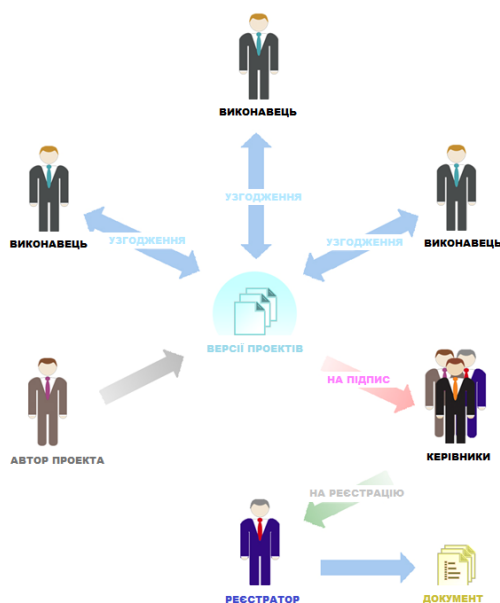 ВИКОНАВЕЦЬ
УЗГОДЖЕННЯ
ВИКОНАВЕЦЬ
УЗГОДЖЕННЯ
УЗГОДЖЕННЯ
ВИКОНАВЕЦЬ
ВЕРСІЇ ПРОЕКТІВ
НА ПІДПИС
АВТОР ПРОЕКТА
КЕРІВНИКИ
НА РЕЄСТРАЦІЮ
РЕЄСТРАТОР
ДОКУМЕНТ